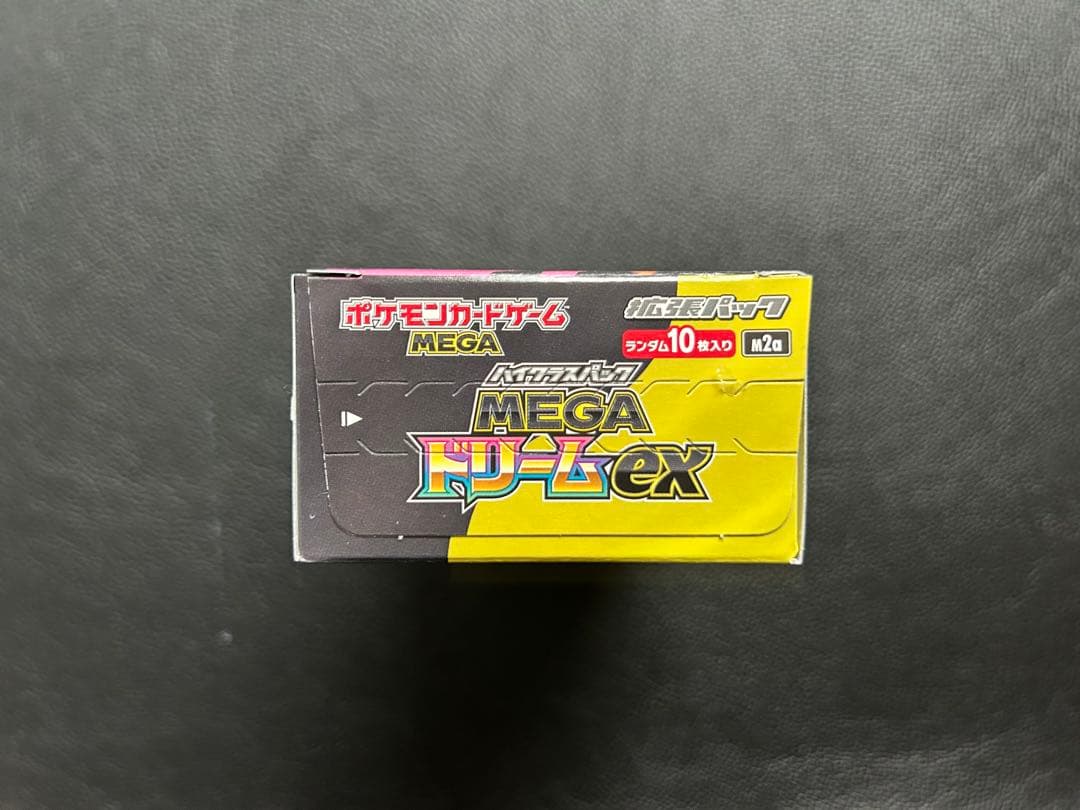 ポケモンカードゲーム
MEGA
拡張パック
ランダム10枚入り M2a
ハイクラスパック
MEGA
ドリームex